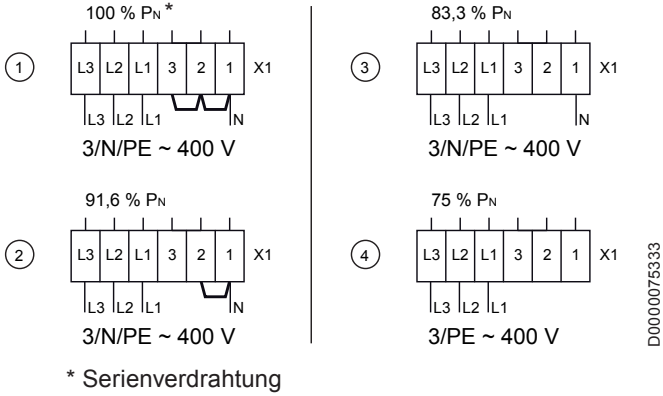 100 % PN *
1
L3 L2 L1 3 2 1 X1
L3 L2 L1 N
3/N/PE ~ 400 V
91,6 % PN
2
L3 L2 L1 3 2 1 X1
L3 L2 L1 N
3/N/PE ~ 400 V
83,3 % PN
3
L3 L2 L1 3 2 1 X1
L3 L2 L1 N
3/N/PE ~ 400 V
75 % PN
4
L3 L2 L1 3 2 1 X1
L3 L2 L1
3/PE ~ 400 V
* Serienverdrahtung
D0000075333